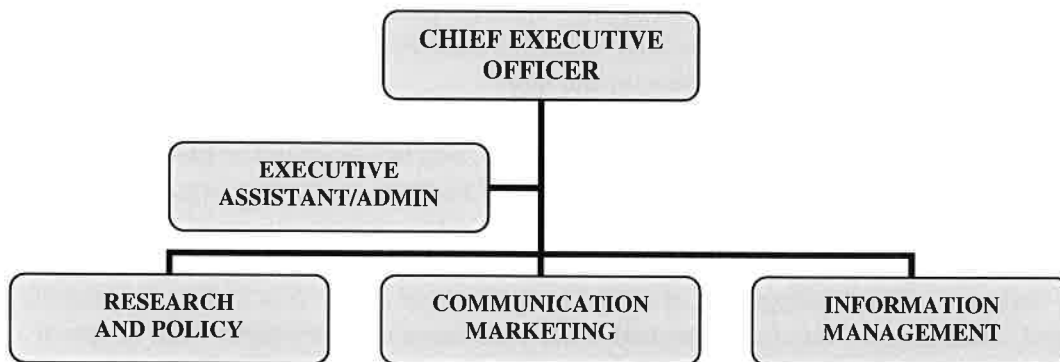 CHIEF EXECUTIVE
OFFICER
EXECUTIVE
ASSISTANT/ADMIN
RESEARCH
AND POLICY
COMMUNICATION
MARKETING
INFORMATION
MANAGEMENT